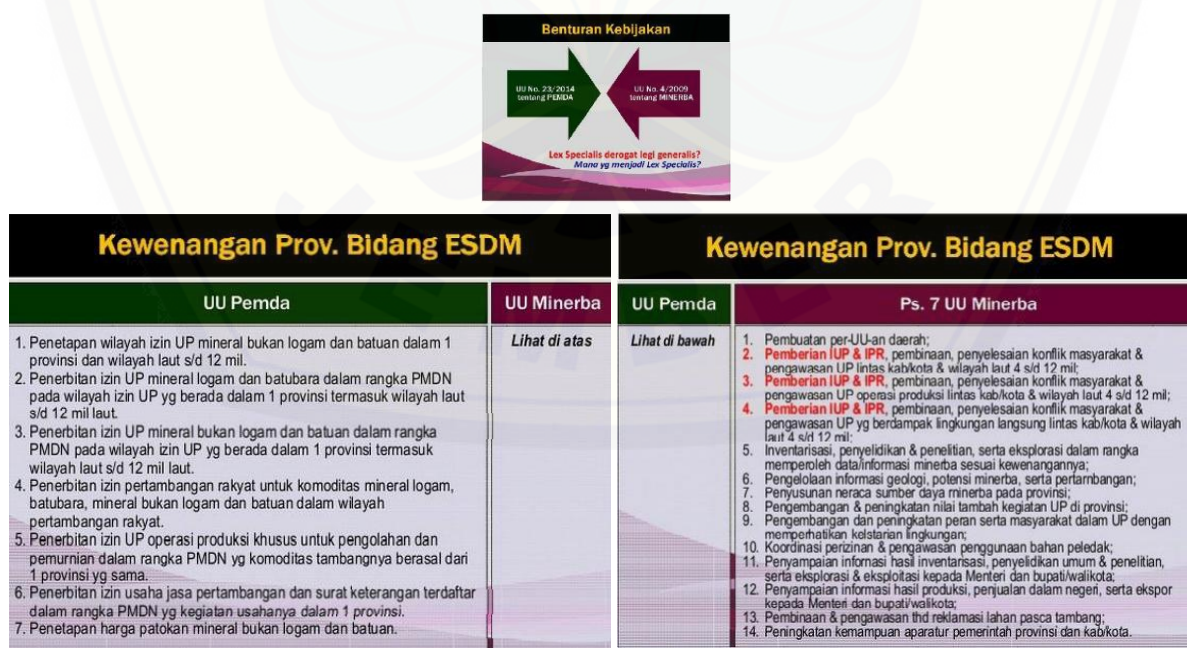 Benturan Kebijakan
UU No. 23/2014
tentang PEMDA
UU No. 4/2009
tentang MINERBA
Lex Specialis derogat legi generalis?
Mana yg menjadi Lex Specialis?
Kewenangan Prov. Bidang ESDM
UU Pemda
UU Minerba
1. Penetapan wilayah izin UP mineral bukan logam dan batuan dalam 1
provinsi dan wilayah laut s/d 12 mil.
2. Penerbitan izin UP mineral logam dan batubara dalam rangka PMDN
pada wilayah izin UP yg berada dalam 1 provinsi termasuk wilayah laut
s/d 12 mil laut.
3. Penerbitan izin UP mineral bukan logam dan batuan dalam rangka
PMDN pada wilayah izin UP yg berada dalam 1 provinsi termasuk
wilayah laut s/d 12 mil laut.
4. Penerbitan izin pertambangan rakyat untuk komoditas mineral logam,
batubara, mineral bukan logam dan batuan dalam wilayah
pertambangan rakyat.
5. Penerbitan izin UP operasi produksi khusus untuk pengolahan dan
pemurnian dalam rangka PMDN yg komoditas tambangnya berasal dari
1 provinsi yg sama.
6. Penerbitan izin usaha jasa pertambangan dan surat keterangan terdaftar
dalam rangka PMDN yg kegiatan usahanya dalam 1 provinsi.
7. Penetapan harga patokan mineral bukan logam dan batuan.
Lihat di atas
Kewenangan Prov. Bidang ESDM
UU Pemda
Ps. 7 UU Minerba
Lihat di bawah
1. Pembuatan per-UU-an daerah;
2. Pemberian IUP & IPR, pembinaan, penyelesaian konflik masyarakat &
pengawasan UP lintas kab/kota & wilayah laut 4 s/d 12 mil;
3. Pemberian IUP & IPR, pembinaan, penyelesaian konflik masyarakat &
pengawasan UP operasi produksi lintas kab/kota & wilayah laut 4 s/d 12 mil;
4. Pemberian IUP & IPR, pembinaan, penyelesaian konflik masyarakat &
pengawasan UP yg berdampak lingkungan langsung lintas kab/kota & wilayah
laut 4 s/d 12 mil;
5. Inventarisasi, penyelidikan & penelitian, serta eksplorasi dalam rangka
memperoleh data/informasi minerba sesuai kewenangannya;
6. Pengelolaan informasi geologi, potensi minerba, serta pertambangan;
7. Penyusunan neraca sumber daya minerba pada provinsi;
8. Pengembangan & peningkatan nilai tambah kegiatan UP di provinsi;
9. Pengembangan dan peningkatan peran serta masyarakat dalam UP dengan
memperhatikan kelstarian lingkungan;
10. Koordinasi perizinan & pengawasan penggunaan bahan peledak;
11. Penyampaian infornasi hasil inventarisasi, penyelidikan umum & penelitian,
serta eksplorasi & eksploitasi kepada Menteri dan bupati/walikota;
12. Penyampaian informasi hasil produksi, penjualan dalam negeri, serta ekspor
kepada Menteri dan bupati/walikota;
13. Pembinaan & pengawasan thd reklamasi lahan pasca tambang;
14. Peningkatan kemampuan aparatur pemerintah provinsi dan kab/kota.